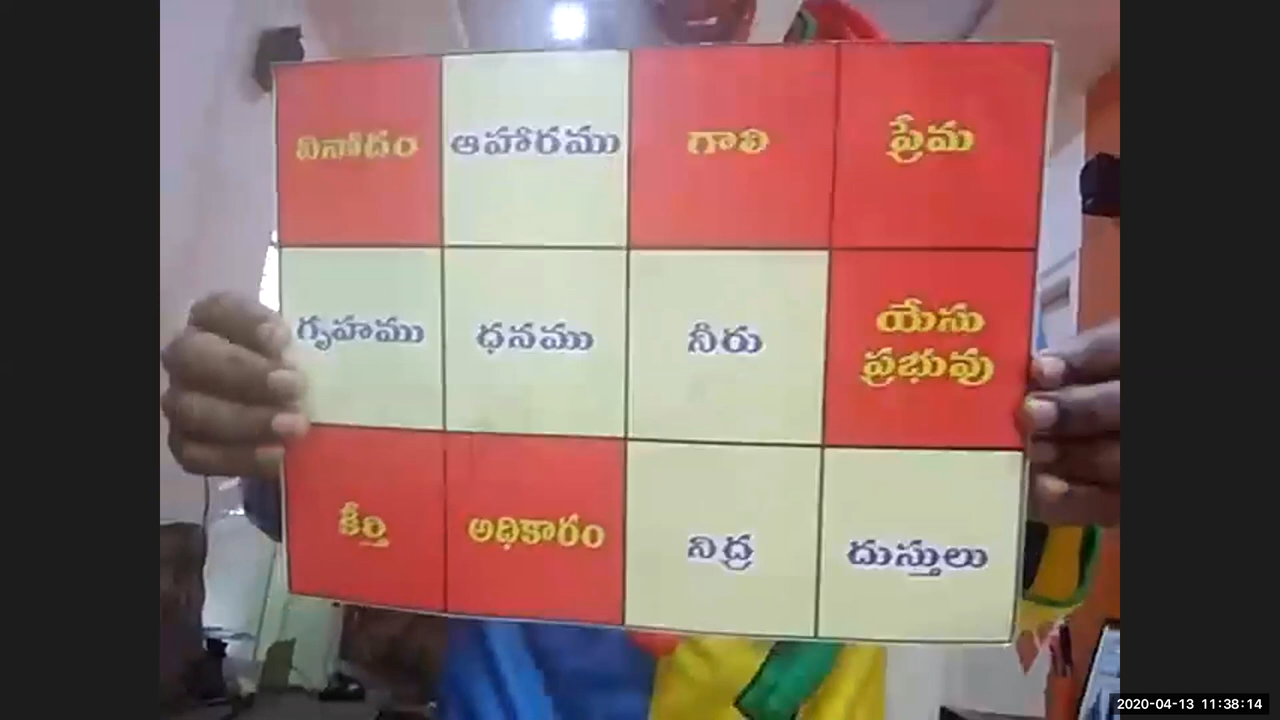 వినోదం ఆహారము గాలి ప్రేమ
గృహము ధనము నీరు యేసు
ప్రభువు
కీర్తి అధికారం నిద్ర దుస్తులు
2020-04-13 11:38:14